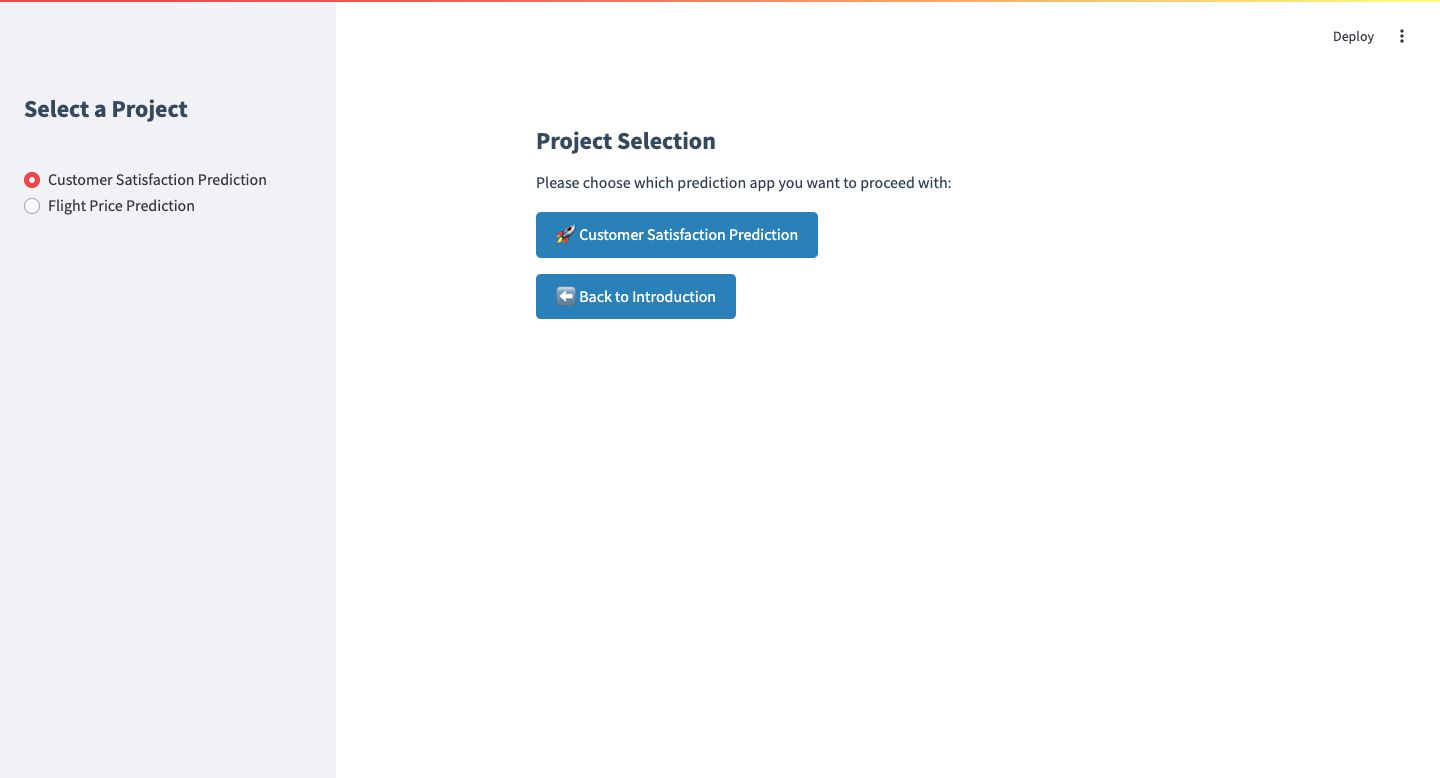 Deploy
Select a Project
Customer Satisfaction Prediction
Flight Price Prediction
Project Selection
Please choose which prediction app you want to proceed with:
🚀 Customer Satisfaction Prediction
⬅️ Back to Introduction